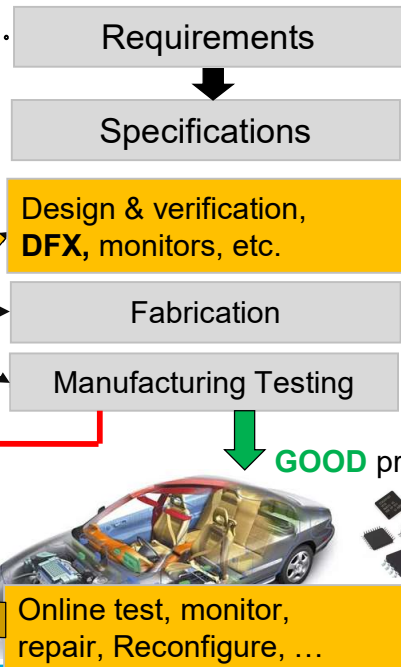 Requirements
Specifications
Design & verification,
DFX, monitors, etc.
Fabrication
Manufacturing Testing
GOOD
Online test, monitor,
repair, Reconfigure, …